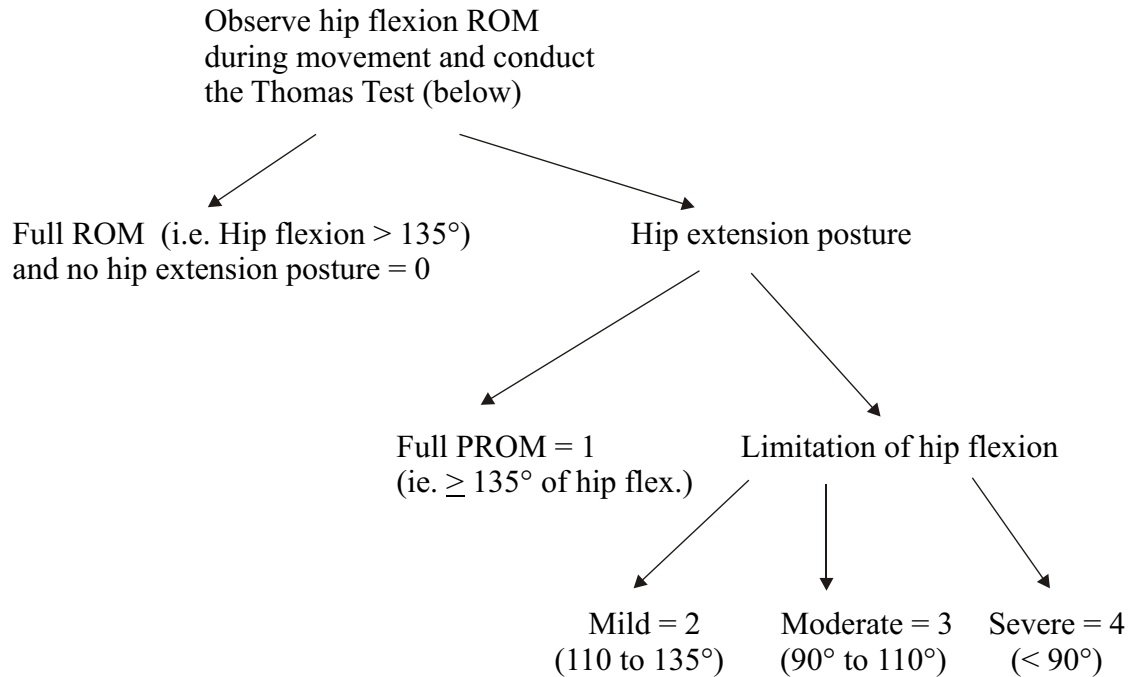 Observe hip flexion ROM
during movement and conduct
the Thomas Test (below)
Full ROM  (i.e. Hip flexion > 135°)
and no hip extension posture = 0
Hip extension posture
Full PROM = 1
(ie. ≥ 135° of hip flex.)
Limitation of hip flexion
Mild = 2
(110 to 135°)
Moderate = 3
(90° to 110°)
Severe = 4
(< 90°)